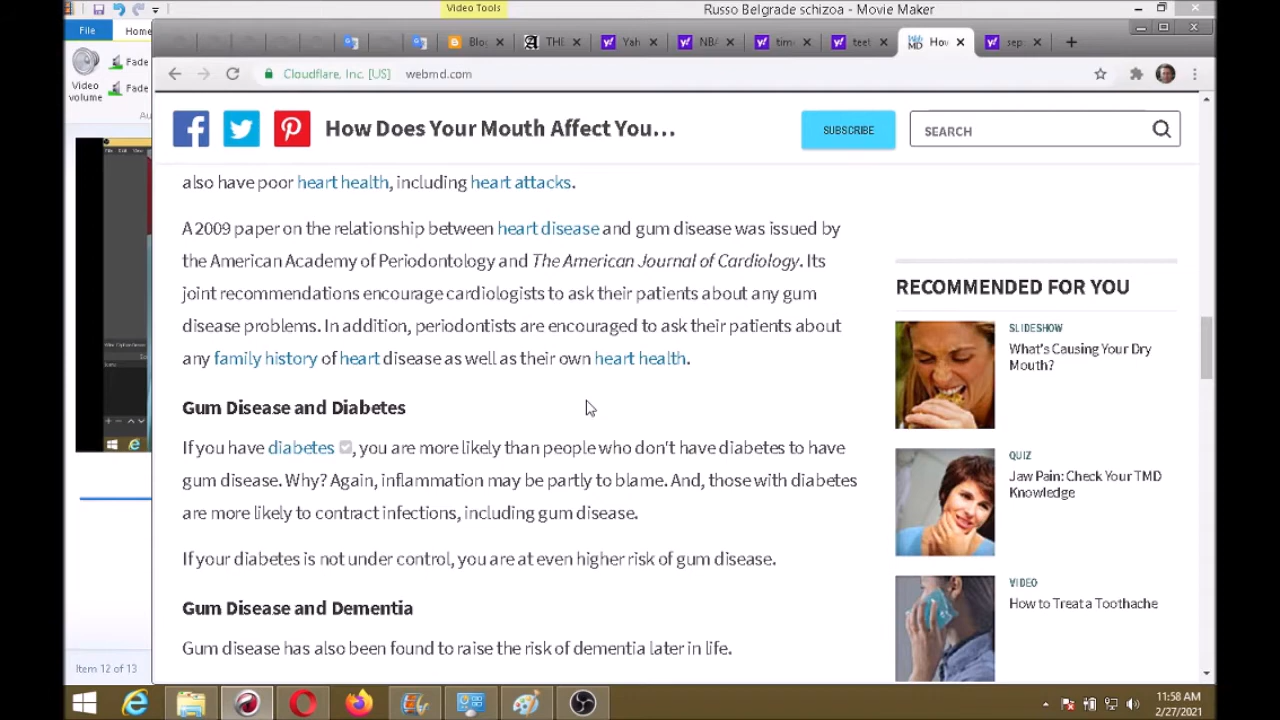 Video Tools
Russo Belgrade schizoa - Movie Maker
File
Home
Video volume
Fade
Fade
Au
Bloc
THE
Yah
NB/
tim
teet
Hov
sep
Cloudflare, Inc. [US]
webmd.com
How Does Your Mouth Affect You...
SUBSCRIBE
SEARCH
also have poor heart health, including heart attacks.
A 2009 paper on the relationship between heart disease and gum disease was issued by
the American Academy of Periodontology and The American Journal of Cardiology. Its
joint recommendations encourage cardiologists to ask their patients about any gum
disease problems. In addition, periodontists are encouraged to ask their patients about
any family history of heart disease as well as their own heart health.
Gum Disease and Diabetes
If you have diabetes, you are more likely than people who don't have diabetes to have
gum disease. Why? Again, inflammation may be partly to blame. And, those with diabetes
are more likely to contract infections, including gum disease.
If your diabetes is not under control, you are at even higher risk of gum disease.
Gum Disease and Dementia
Gum disease has also been found to raise the risk of dementia later in life.
RECOMMENDED FOR YOU
SLIDESHOW
What's Causing Your Dry
Mouth?
QUIZ
Jaw Pain: Check Your TMD
Knowledge
VIDEO
How to Treat a Toothache
Item 12 of 13
11:58 AM
2/27/2021